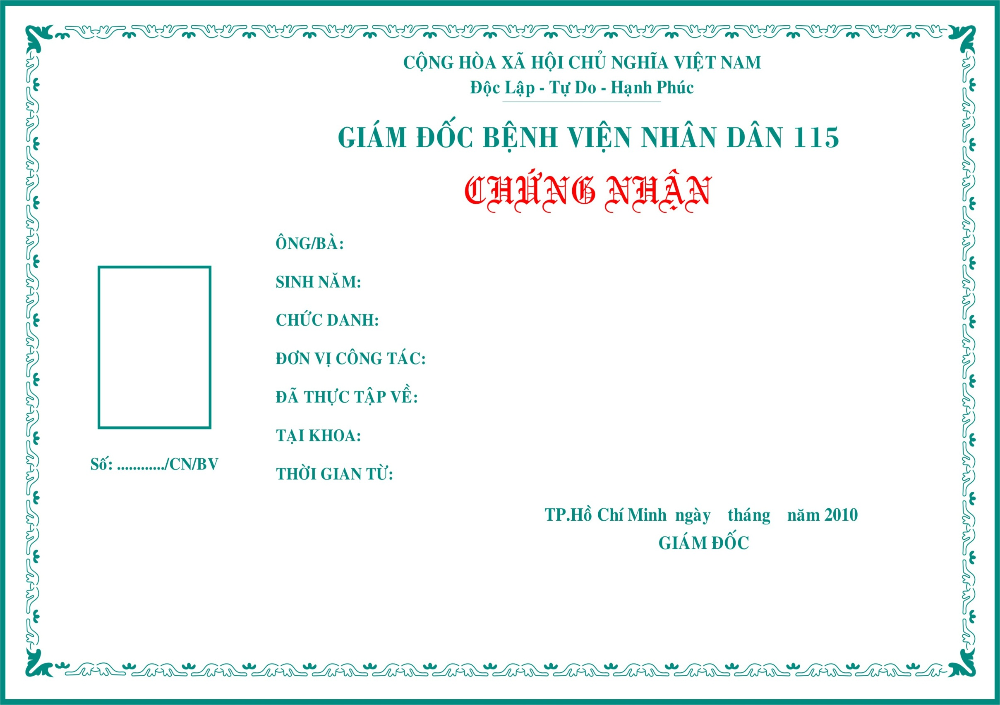 CỘNG HÒA XÃ HỘI CHỦ NGHĨA VIỆT NAM
Độc Lập - Tự Do - Hạnh Phúc
GIÁM ĐỐC BỆNH VIỆN NHÂN DÂN 115
CHỨNG NHẬN
ÔNG/BÀ:
SINH NĂM:
CHỨC DANH:
ĐƠN VỊ CÔNG TÁC:
ĐÃ THỰC TẬP VỀ:
TẠI KHOA:
Số: ............/CN/BV
THỜI GIAN TỪ:
TP.Hồ Chí Minh ngày tháng năm 2010
GIÁM ĐỐC